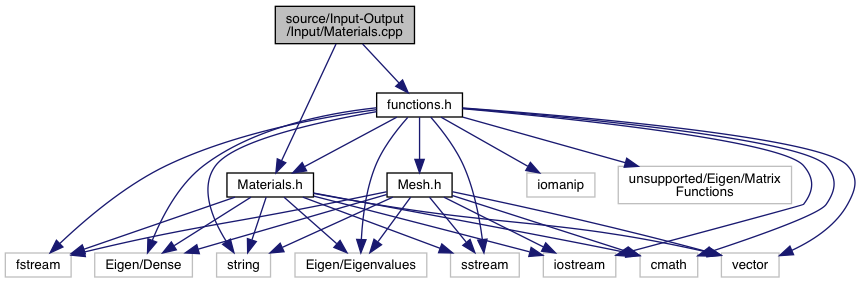 source/Input-Output
/Input/Materials.cpp
functions.h
Materials.h
Mesh.h
iomanip
unsupported/Eigen/Matrix
Functions
fstream
Eigen/Dense
string
Eigen/Eigenvalues
sstream
iostream
cmath
vector